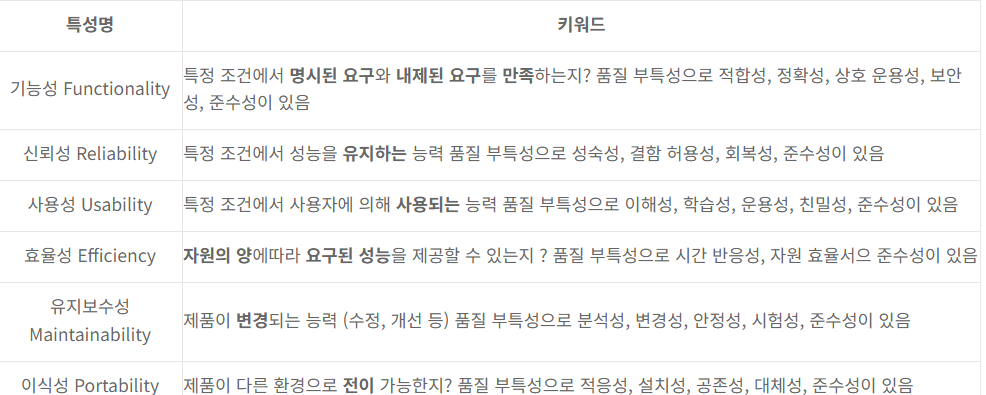 특성명 키워드
기능성 Functionality 특정 조건에서 명시된 요구와 내제된 요구를 만족하는지? 품질 부특성으로 적합성, 정확성, 상호 운용성, 보안
성, 준수성이 있음
신뢰성 Reliability 특정 조건에서 성능을 유지하는 능력 품질 부특성으로 성숙성, 결함 허용성, 회복성, 준수성이 있음
사용성 Usability 특정 조건에서 사용자에 의해 사용되는 능력 품질 부특성으로 이해성, 학습성, 운용성, 친밀성, 준수성이 있음
효율성 Efficiency 자원의 양에따라 요구된 성능을 제공할 수 있는지 ? 품질 부특성으로 시간 반응성, 자원 효율서으 준수성이 있음
유지보수성
Maintainability
제품이 변경되는 능력 (수정, 개선 등) 품질 부특성으로 분석성, 변경성, 안정성, 시험성, 준수성이 있음
이식성 Portability 제품이 다른 환경으로 전이 가능한지? 품질 부특성으로 적응성, 설치성, 공존성, 대체성, 준수성이 있음